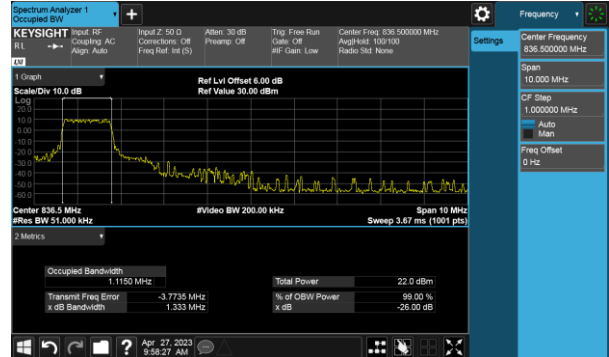 Spectrum Analyzer 1
Occupied BW
+
Frequency
KEYSIGHT
RL
Input: RF
Coupling: AC
Align: Auto
Input Z: 50 Ω
Corrections: Off
Freq Ref: Int (S)
Atten: 30 dB
Preamp: Off
Trig: Free Run
Gate: Off
#IF Gain: Low
Center Freq: 836.500000 MHz
Avg|Hold: 100/100
Radio Std: None
Settings
Center Frequency
836.500000 MHz
Span
10.000 MHz
CF Step
1.000000 MHz
Auto
Man
Freq Offset
0 Hz
1 Graph
Scale/Div 10.0 dB
Ref Lvl Offset 6.00 dB
Ref Value 30.00 dBm
Log
20.0
10.0
0.00
-10.0
-20.0
-30.0
-40.0
-50.0
-60.0
Center 836.5 MHz
#Res BW 51.000 kHz
#Video BW 200.00 kHz
Span 10 MHz
Sweep 3.67 ms (1001 pts)
2 Metrics
Occupied Bandwidth
1.1150 MHz
Total Power 22.0 dBm
Transmit Freq Error -3.7735 MHz
% of OBW Power 99.00 %
x dB Bandwidth 1.333 MHz
x dB -26.00 dB
?
Apr 27, 2023
9:58:27 AM